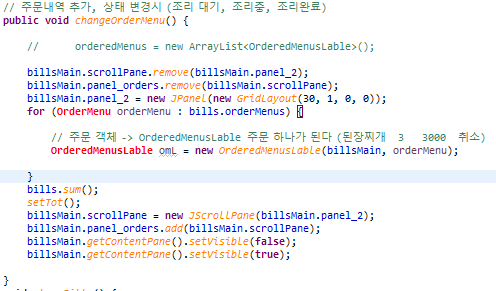 // 주문내역 추가, 상태 변경시 (조리 대기, 조리중, 조리완료)
public void changeOrderMenu() {
// orderedMenus = new ArrayList<OrderedMenusLable>();
billsMain.scrollPane.remove(billsMain.panel_2);
billsMain.panel_orders.remove(billsMain.scrollPane);
billsMain.panel_2 = new JPanel(new GridLayout(30, 1, 0, 0));
for (OrderMenu orderMenu : bills.orderMenus) {
// 주문 객체 -> OrderedMenusLable 주문 하나가 된다 (된장찌개 3 3000 취소)
OrderedMenusLable omL = new OrderedMenusLable(billsMain, orderMenu);
}
bills.sum();
setTot();
billsMain.scrollPane = new JScrollPane(billsMain.panel_2);
billsMain.panel_orders.add(billsMain.scrollPane);
billsMain.getContentPane().setVisible(false);
billsMain.getContentPane().setVisible(true);
}